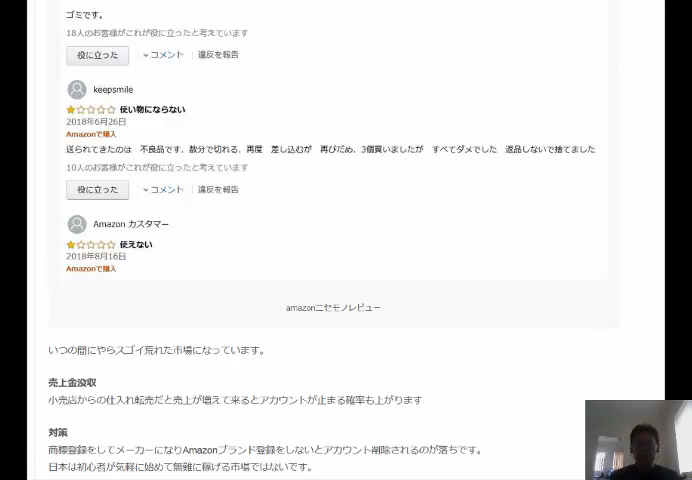 ゴミです。
18人のお客様がこれが役に立ったと考えています
役に立った コメント 違反を報告
keepsmile
使い物にならない
2018年6月26日
Amazonで購入
送られてきたのは 不良品です、数分で切れる、再度 差し込むが 再びだめ、3個買いましたが すべてダメでした 返品しないで捨てました
10人のお客様がこれが役に立ったと考えています
役に立った コメント 違反を報告
Amazon カスタマー
使えない
2018年8月16日
Amazonで購入
amazonニセモノレビュー
いつの間にやらスゴイ荒れた市場になっています。
売上金没収
小売店からの仕入れ転売だと売上が増えて来るとアカウントが止まる確率も上がります
対策
商標登録をしてメーカーになりAmazonブランド登録をしないとアカウント削除されるのが落ちです。
日本は初心者が気軽に始めて無難に稼げる市場ではないです。